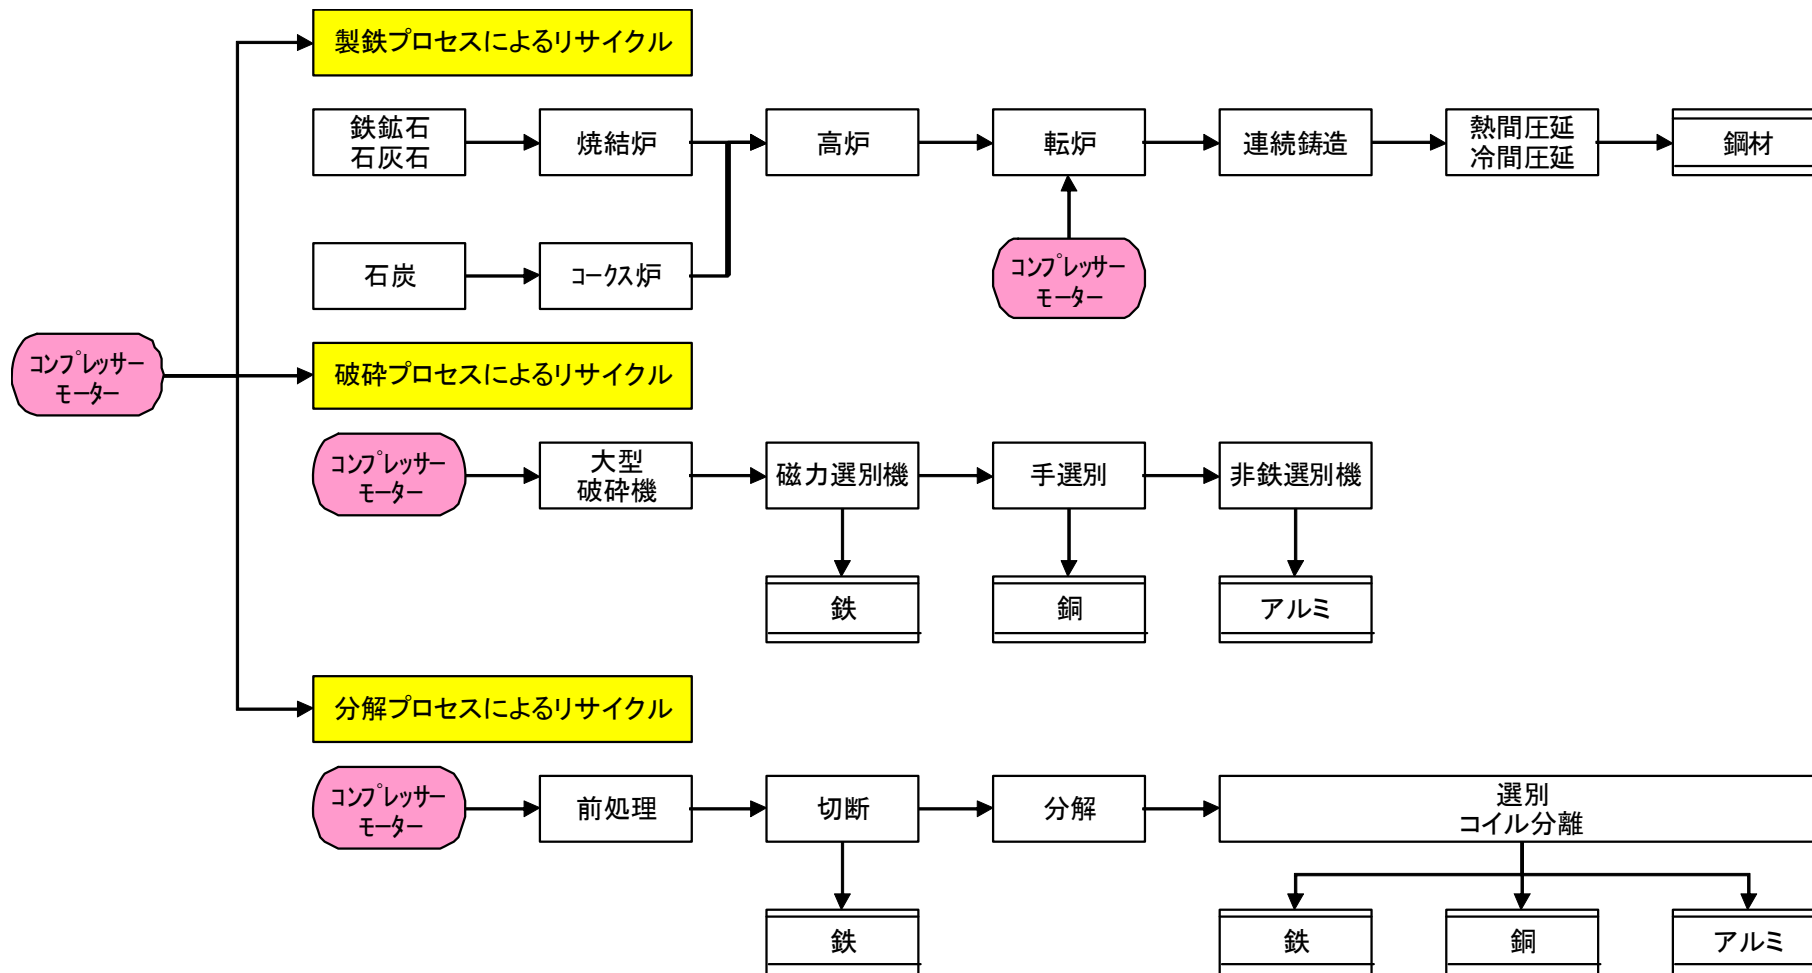 製鉄プロセスによるリサイクル
鉄鉱石
石灰石
焼結炉
高炉
転炉
連続鋳造
熱間圧延
冷間圧延
鋼材
石炭
コークス炉
コンプレッサー
モーター
コンプレッサー
モーター
破砕プロセスによるリサイクル
コンプレッサー
モーター
大型
破砕機
磁力選別機
手選別
非鉄選別機
鉄
銅
アルミ
分解プロセスによるリサイクル
コンプレッサー
モーター
前処理
切断
分解
選別
コイル分離
鉄
鉄
銅
アルミ